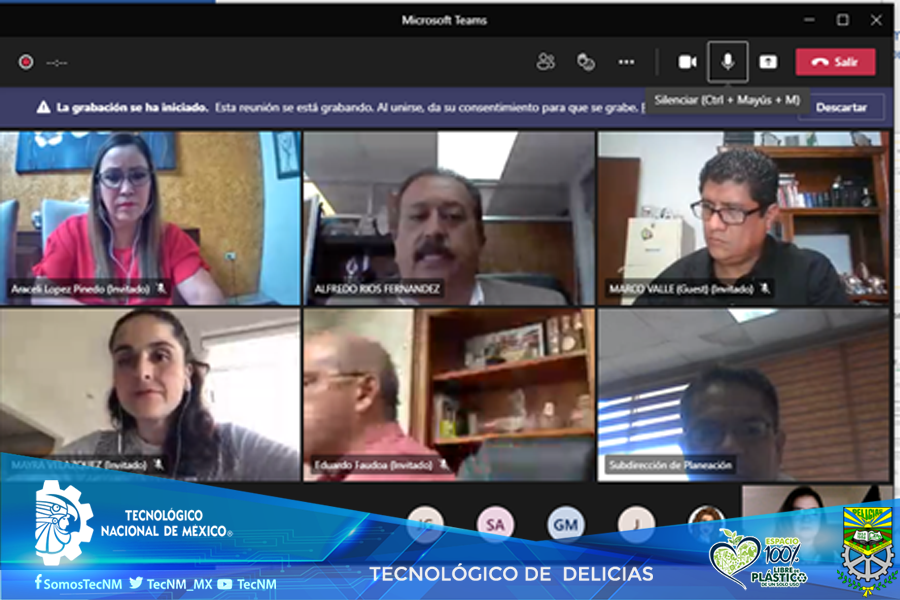 Microsoft Teams
--:--
Salir
La grabación se ha iniciado. Esta reunión se está grabando. Al unirse, da su consentimiento para que se grabe.
Silenciar (Ctrl + Mayús + M)
Descartar
Araceli Lopez Pinedo (Invitado)
ALFREDO RIOS FERNANDEZ
MARCO VALLE (Guest) (Invitado)
MAYRA VELAZQUEZ (Invitado)
Eduardo Faudoa (Invitado)
Subdirección de Planeación
SA
GM
J
TECNOLÓGICO
NACIONAL DE MEXICO®
SomosTecNM
TecNM_MX
TecNM
TECNOLÓGICO DE DELICIAS
ESPACIO
100%
LIBRE DE
PLÁSTICO
DE UN SOLO USO
DELICIAS